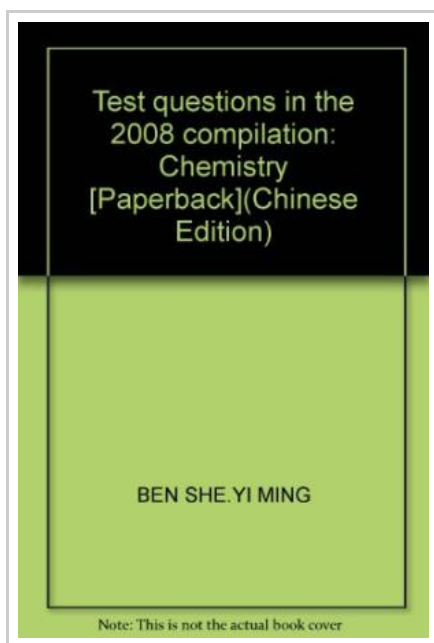 Test questions in the
2008 compilation:
Chemistry
[Paperback](Chinese
Edition)
BEN SHE.YI MING
Note: This is not the actual book cover